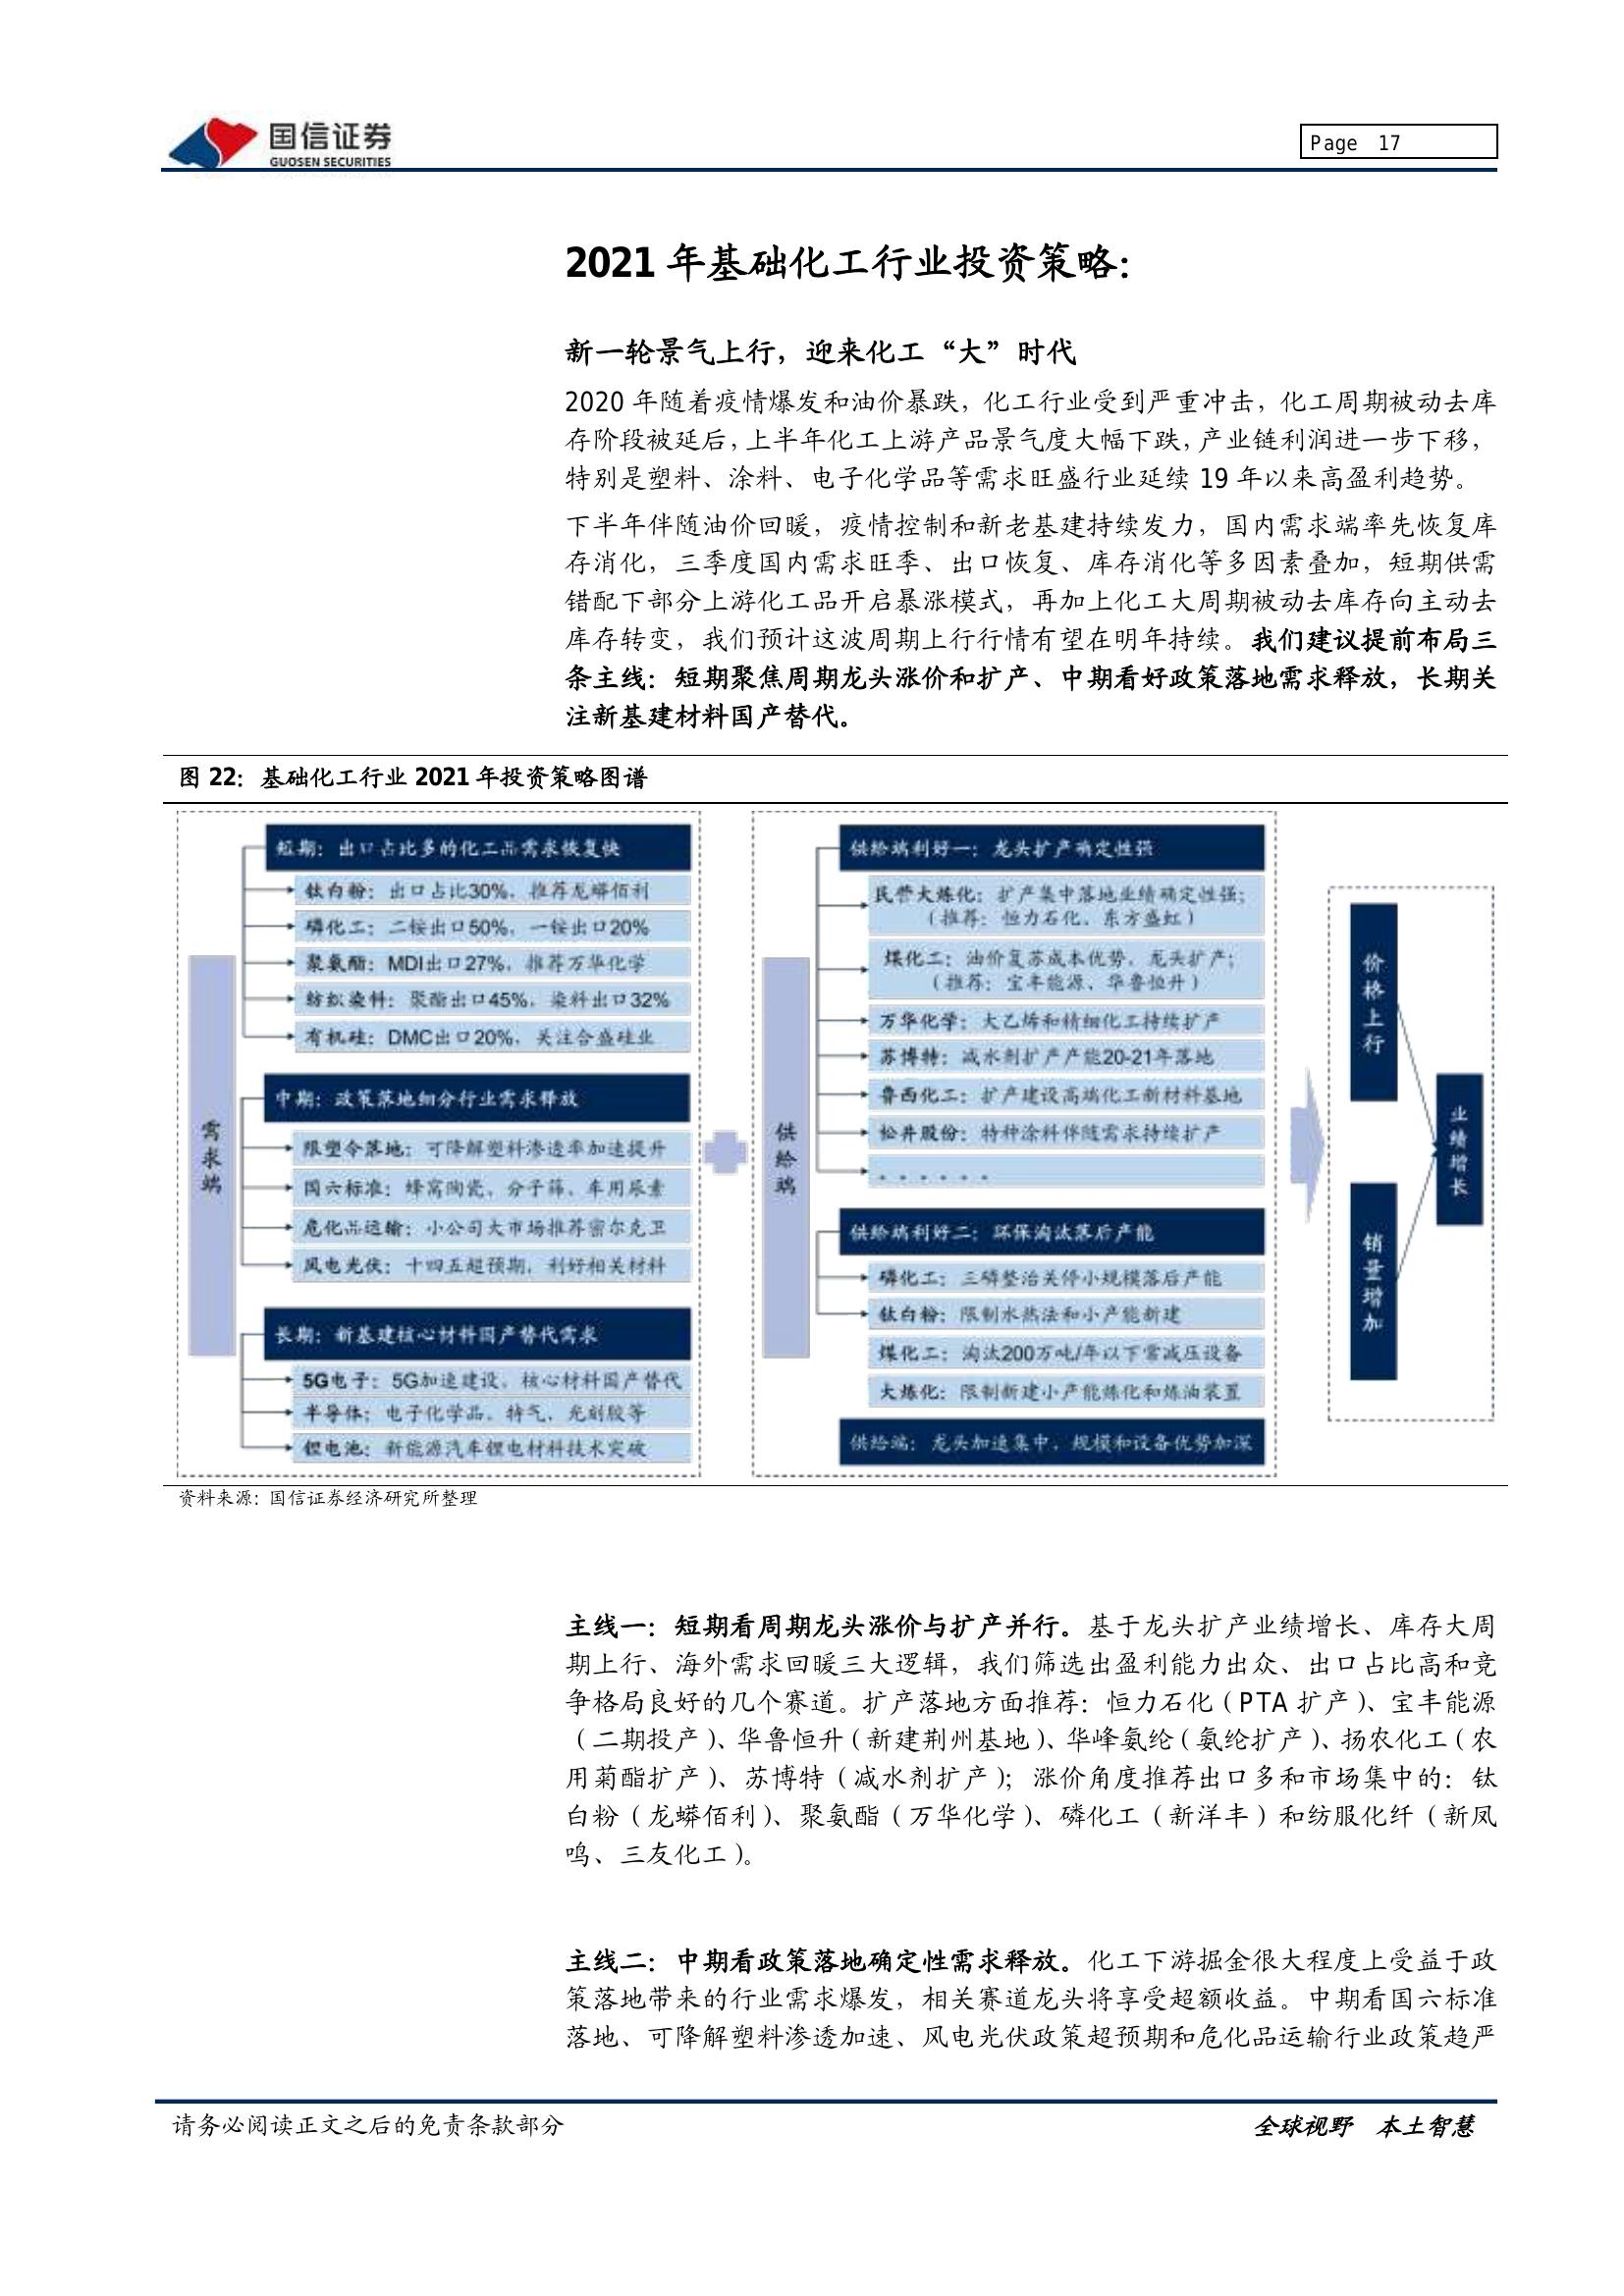 国信证券
GUOSEN SECURITIES
Page 17
2021 年基础化工行业投资策略：
新一轮景气上行，迎来化工“大”时代
2020 年随着疫情爆发和油价暴跌，化工行业受到严重冲击，化工周期被动去库
存阶段被延后，上半年化工上游产品景气度大幅下跌，产业链利润进一步下移，
特别是塑料、涂料、电子化学品等需求旺盛行业延续 19 年以来高盈利趋势。
下半年伴随油价回暖，疫情控制和新老基建持续发力，国内需求端率先恢复库
存消化，三季度国内需求旺季、出口恢复、库存消化等多因素叠加，短期供需
错配下部分上游化工品开启暴涨模式，再加上化工大周期被动去库存向主动去
库存转变，我们预计这波周期上行行情有望在明年持续。我们建议提前布局三
条主线：短期聚焦周期龙头涨价和扩产、中期看好政策落地需求释放，长期关
注新基建材料国产替代。
图 22：基础化工行业 2021 年投资策略图谱
需求端
短期：出口占比多的化工品需求恢复快
钛白粉：出口占比30%，推荐龙蟒佰利
磷化工：二铵出口50%，一铵出口20%
聚氨酯：MDI出口27%，推荐万华化学
纺织染料：聚酯出口45%，染料出口32%
有机硅：DMC出口20%，关注合盛硅业
中期：政策落地细分行业需求释放
限塑令落地：可降解塑料渗透率加速提升
国六标准：蜂窝陶瓷、分子筛、车用尿素
危化品运输：小公司大市场推荐密尔克卫
风电光伏：十四五超预期，利好相关材料
长期：新基建核心材料国产替代需求
5G电子：5G加速建设，核心材料国产替代
半导体：电子化学品、特气、光刻胶等
锂电池：新能源汽车锂电材料技术突破
供给端
供给端利好一：龙头扩产确定性强
民营大炼化：扩产集中落地业绩确定性强；
（推荐：恒力石化、东方盛虹）
煤化工：油价复苏成本优势，龙头扩产；
（推荐：宝丰能源、华鲁恒升）
万华化学：大乙烯和精细化工持续扩产
苏博特：减水剂扩产产能20-21年落地
鲁西化工：扩产建设高端化工新材料基地
松井股份：特种涂料伴随需求持续扩产
。。。。。。
供给端利好二：环保淘汰落后产能
磷化工：三磷整治关停小规模落后产能
钛白粉：限制水热法和小产能新建
煤化工：淘汰200万吨/年以下常减压设备
大炼化：限制新建小产能炼化和炼油装置
供给端：龙头加速集中，规模和设备优势加深
价格上行
销量增加
业绩增长
资料来源：国信证券经济研究所整理
主线一：短期看周期龙头涨价与扩产并行。基于龙头扩产业绩增长、库存大周
期上行、海外需求回暖三大逻辑，我们筛选出盈利能力出众、出口占比高和竞
争格局良好的几个赛道。扩产落地方面推荐：恒力石化（PTA 扩产）、宝丰能源
（二期投产）、华鲁恒升（新建荆州基地）、华峰氨纶（氨纶扩产）、扬农化工（农
用菊酯扩产）、苏博特（减水剂扩产）；涨价角度推荐出口多和市场集中的：钛
白粉（龙蟒佰利）、聚氨酯（万华化学）、磷化工（新洋丰）和纺服化纤（新凤
鸣、三友化工）。
主线二：中期看政策落地确定性需求释放。化工下游掘金很大程度上受益于政
策落地带来的行业需求爆发，相关赛道龙头将享受超额收益。中期看国六标准
落地、可降解塑料渗透加速、风电光伏政策超预期和危化品运输行业政策趋严
请务必阅读正文之后的免责条款部分
全球视野 本土智慧